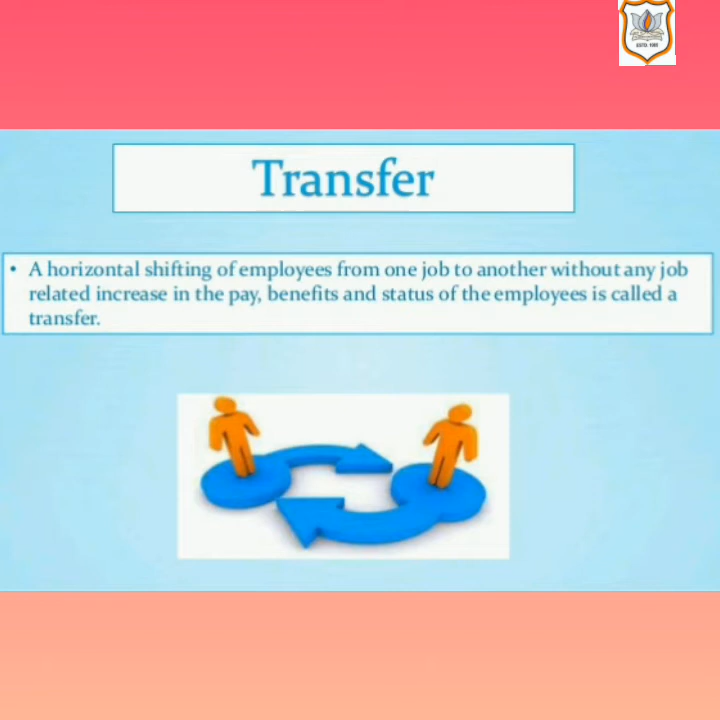 Transfer
• A horizontal shifting of employees from one job to another without any job
related increase in the pay, benefits and status of the employees is called a
transfer.